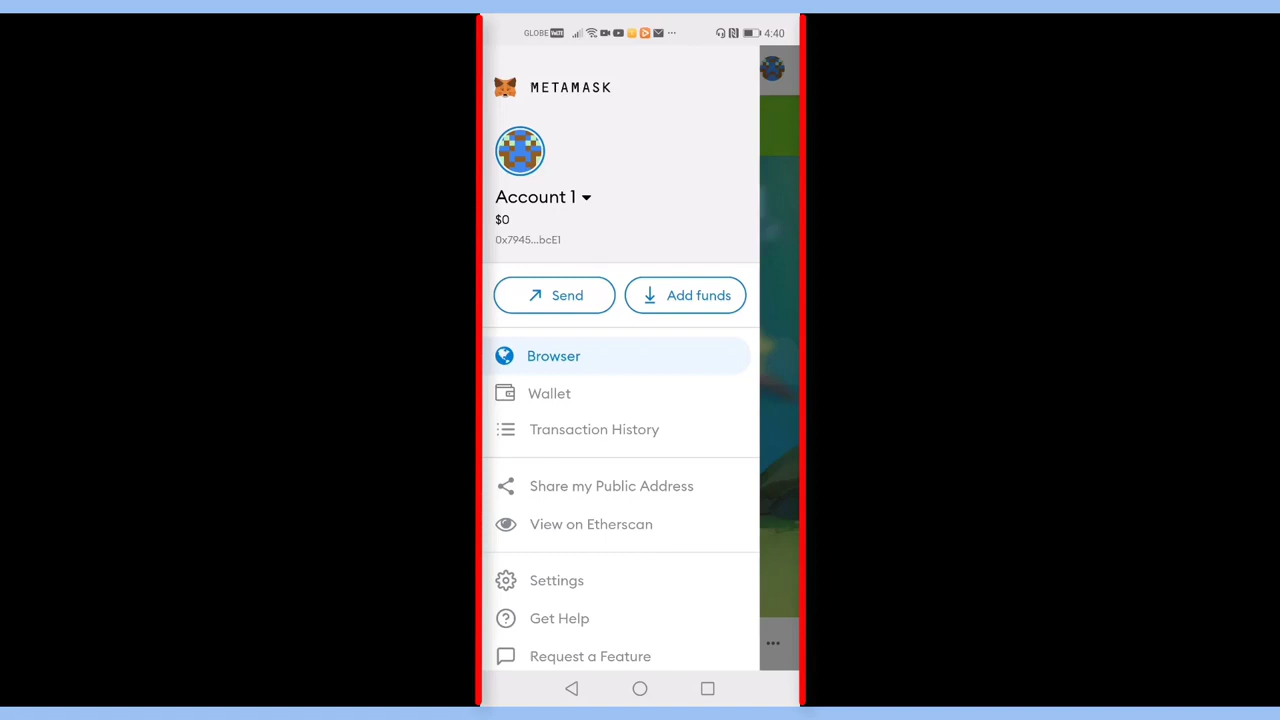 GLOBE VoLTE 4:40
METAMASK
Account 1
$0
0x7945...bcE1
Send Add funds
Browser
Wallet
Transaction History
Share my Public Address
View on Etherscan
Settings
Get Help
Request a Feature